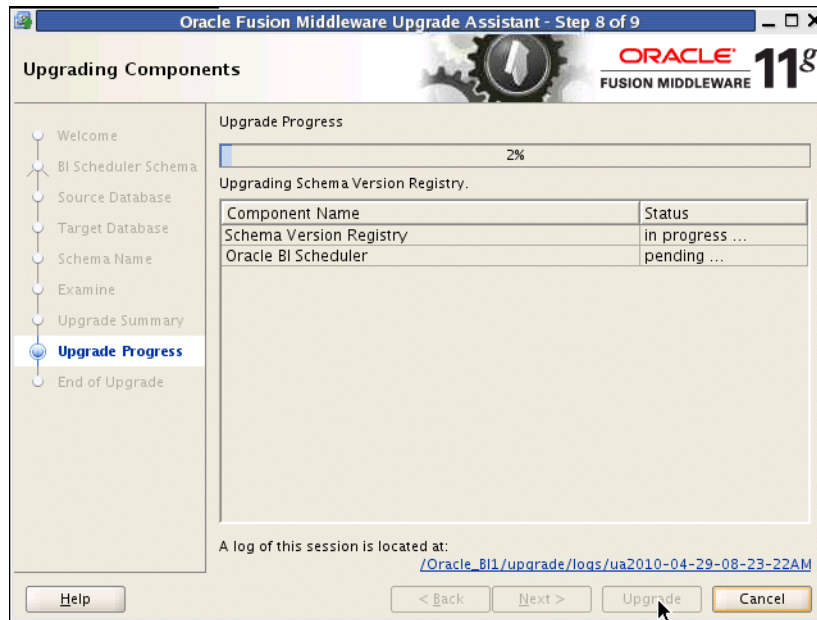 Oracle Fusion Middleware Upgrade Assistant - Step 8 of 9
Upgrading Components
ORACLE
FUSION MIDDLEWARE 11g
Welcome
BI Scheduler Schema
Source Database
Target Database
Schema Name
Examine
Upgrade Summary
Upgrade Progress
End of Upgrade
Upgrade Progress
2%
Upgrading Schema Version Registry.
Component Name Status
Schema Version Registry in progress ...
Oracle BI Scheduler pending ...
A log of this session is located at:
/Oracle_BI1/upgrade/logs/ua2010-04-29-08-23-22AM
Help < Back Next > Upgrade Cancel